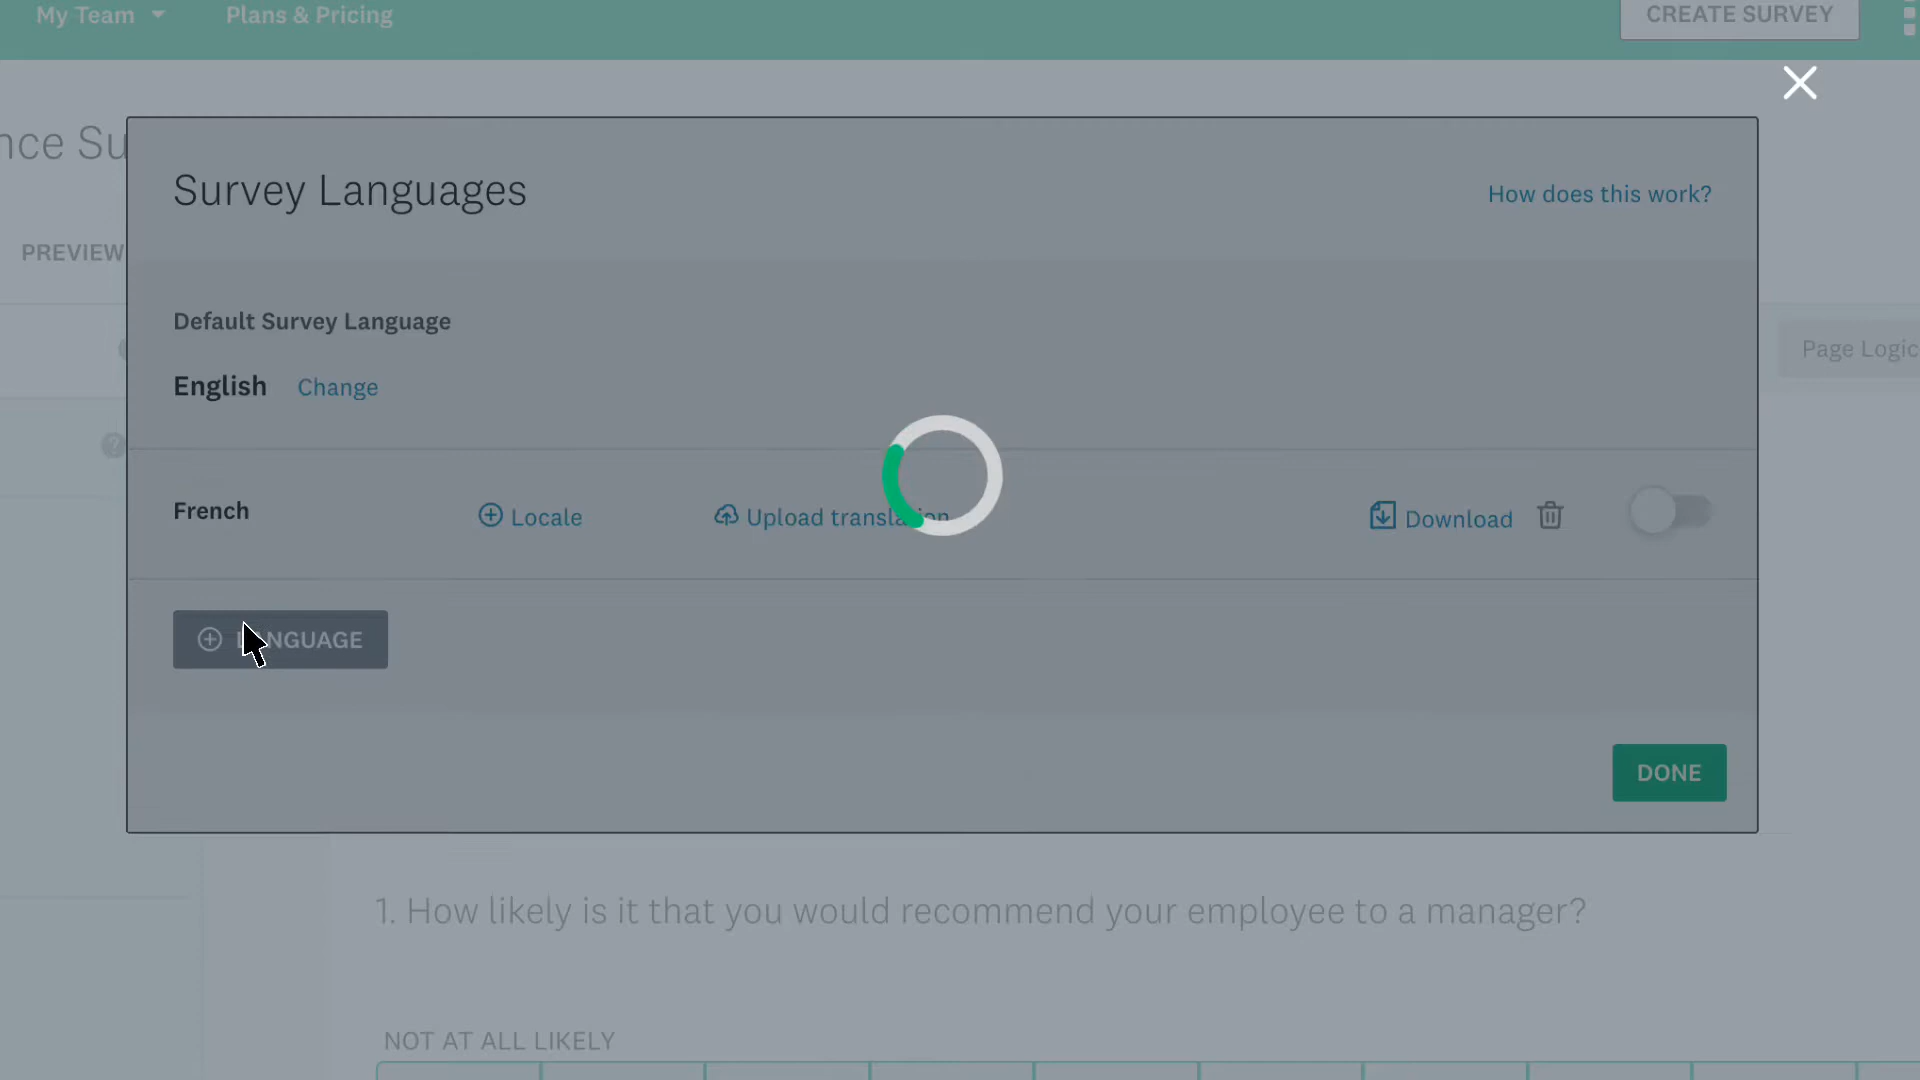 My Team
Plans & Pricing
CREATE SURVEY
nce Su
Survey Languages
How does this work?
PREVIEW
Default Survey Language
Page Logic
English Change
?
French
Locale
Upload translation
Download
LANGUAGE
DONE
1. How likely is it that you would recommend your employee to a manager?
NOT AT ALL LIKELY